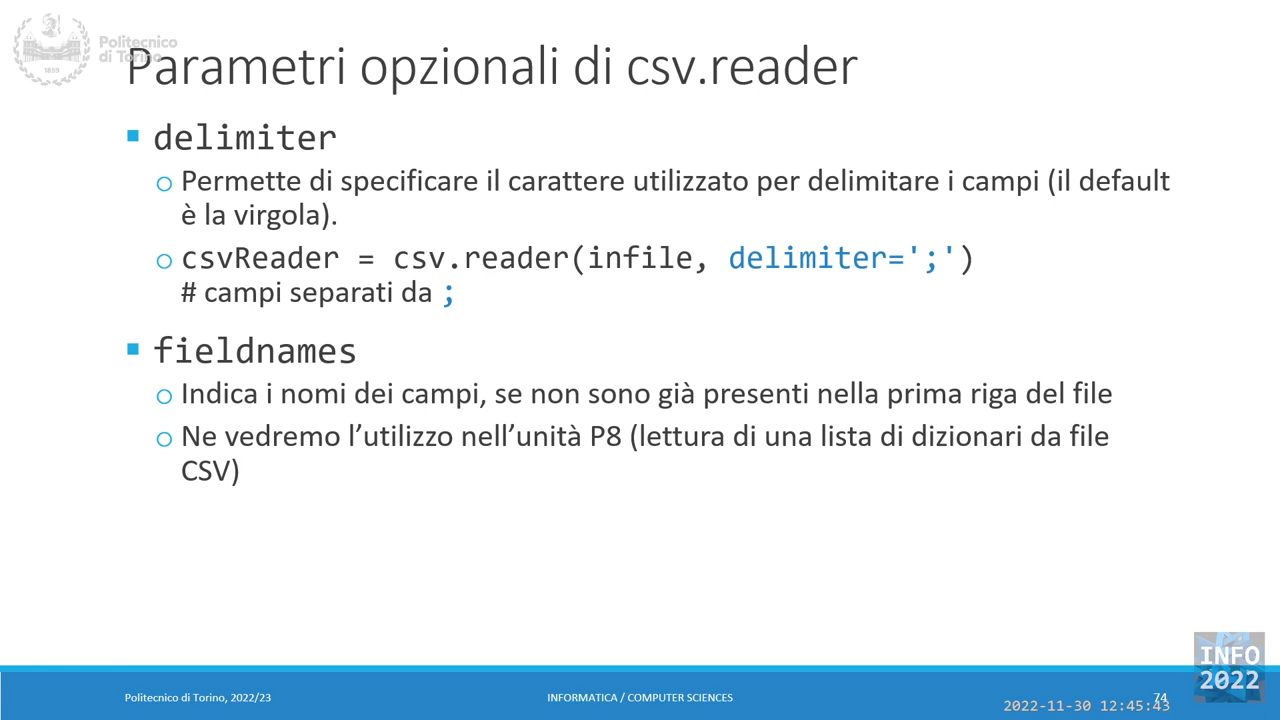 Politecnico
di Torino
1859
Parametri opzionali di csv.reader
delimiter
Permette di specificare il carattere utilizzato per delimitare i campi (il default
è la virgola).
csvReader = csv.reader(infile, delimiter=';')
# campi separati da ;
fieldnames
Indica i nomi dei campi, se non sono già presenti nella prima riga del file
Ne vedremo l’utilizzo nell’unità P8 (lettura di una lista di dizionari da file
CSV)
INFO
2022
Politecnico di Torino, 2022/23
INFORMATICA / COMPUTER SCIENCES
74
2022-11-30 12:45:43